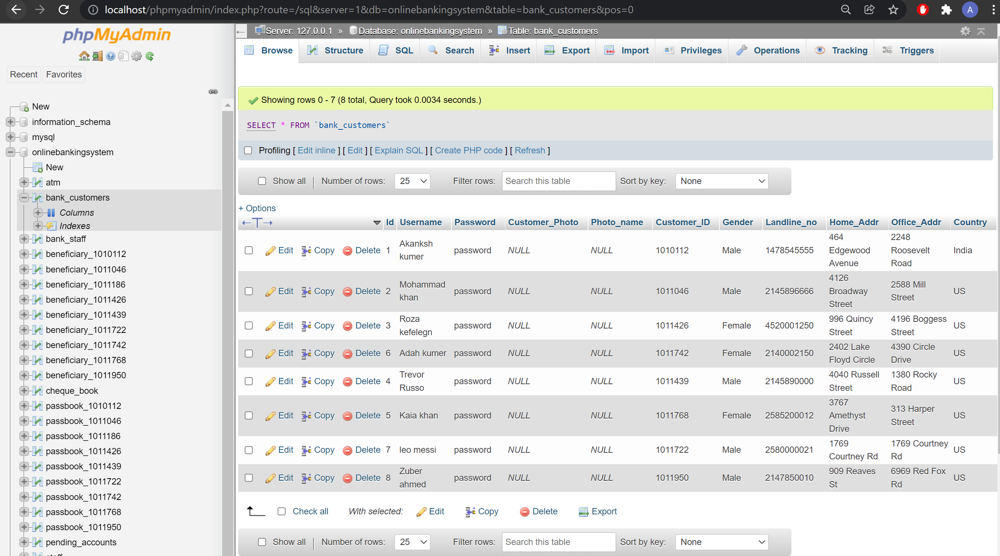 localhost/phpmyadmin/index.php?route=/sql&server=1&db=onlinebankingsystem&table=bank_customers&pos=0
A
phpMyAdmin
Recent
Favorites
New
information_schema
mysql
onlinebankingsystem
New
atm
bank_customers
Columns
Indexes
bank_staff
beneficiary_1010112
beneficiary_1011046
beneficiary_1011186
beneficiary_1011426
beneficiary_1011439
beneficiary_1011722
beneficiary_1011742
beneficiary_1011768
beneficiary_1011950
cheque_book
passbook_1010112
passbook_1011046
passbook_1011186
passbook_1011426
passbook_1011439
passbook_1011722
passbook_1011742
passbook_1011768
passbook_1011950
pending_accounts
Server: 127.0.0.1 » Database: onlinebankingsystem » Table: bank_customers
Browse Structure SQL Search Insert Export Import Privileges Operations Tracking Triggers
Showing rows 0 - 7 (8 total, Query took 0.0034 seconds.)
SELECT * FROM `bank_customers`
Profiling [ Edit inline ] [ Edit ] [ Explain SQL ] [ Create PHP code ] [ Refresh ]
Show all | Number of rows: 25 Filter rows: Search this table Sort by key: None
+ Options
←T→ Id Username Password Customer_Photo Photo_name Customer_ID Gender Landline_no Home_Addr Office_Addr Country
Edit Copy Delete 1 Akanksh kumer password NULL NULL 1010112 Male 1478545555 464 Edgewood Avenue 2248 Roosevelt Road India
Edit Copy Delete 2 Mohammad khan password NULL NULL 1011046 Male 2145896666 4126 Broadway Street 2588 Mill Street US
Edit Copy Delete 3 Roza kefelegn password NULL NULL 1011426 Female 4520001250 996 Quincy Street 4196 Boggess Street US
Edit Copy Delete 6 Adah kumer password NULL NULL 1011742 Female 2140002150 2402 Lake Floyd Circle 4390 Circle Drive US
Edit Copy Delete 4 Trevor Russo password NULL NULL 1011439 Male 2145890000 4040 Russell Street 1380 Rocky Road US
Edit Copy Delete 5 Kaia khan password NULL NULL 1011768 Female 2585200012 3767 Amethyst Drive 313 Harper Street US
Edit Copy Delete 7 leo messi password NULL NULL 1011722 Male 2580000021 1769 Courtney Rd 1769 Courtney Rd US
Edit Copy Delete 8 Zuber ahmed password NULL NULL 1011950 Male 2147850010 909 Reaves St 6969 Red Fox Rd US
Check all With selected: Edit Copy Delete Export
Show all | Number of rows: 25 Filter rows: Search this table Sort by key: None